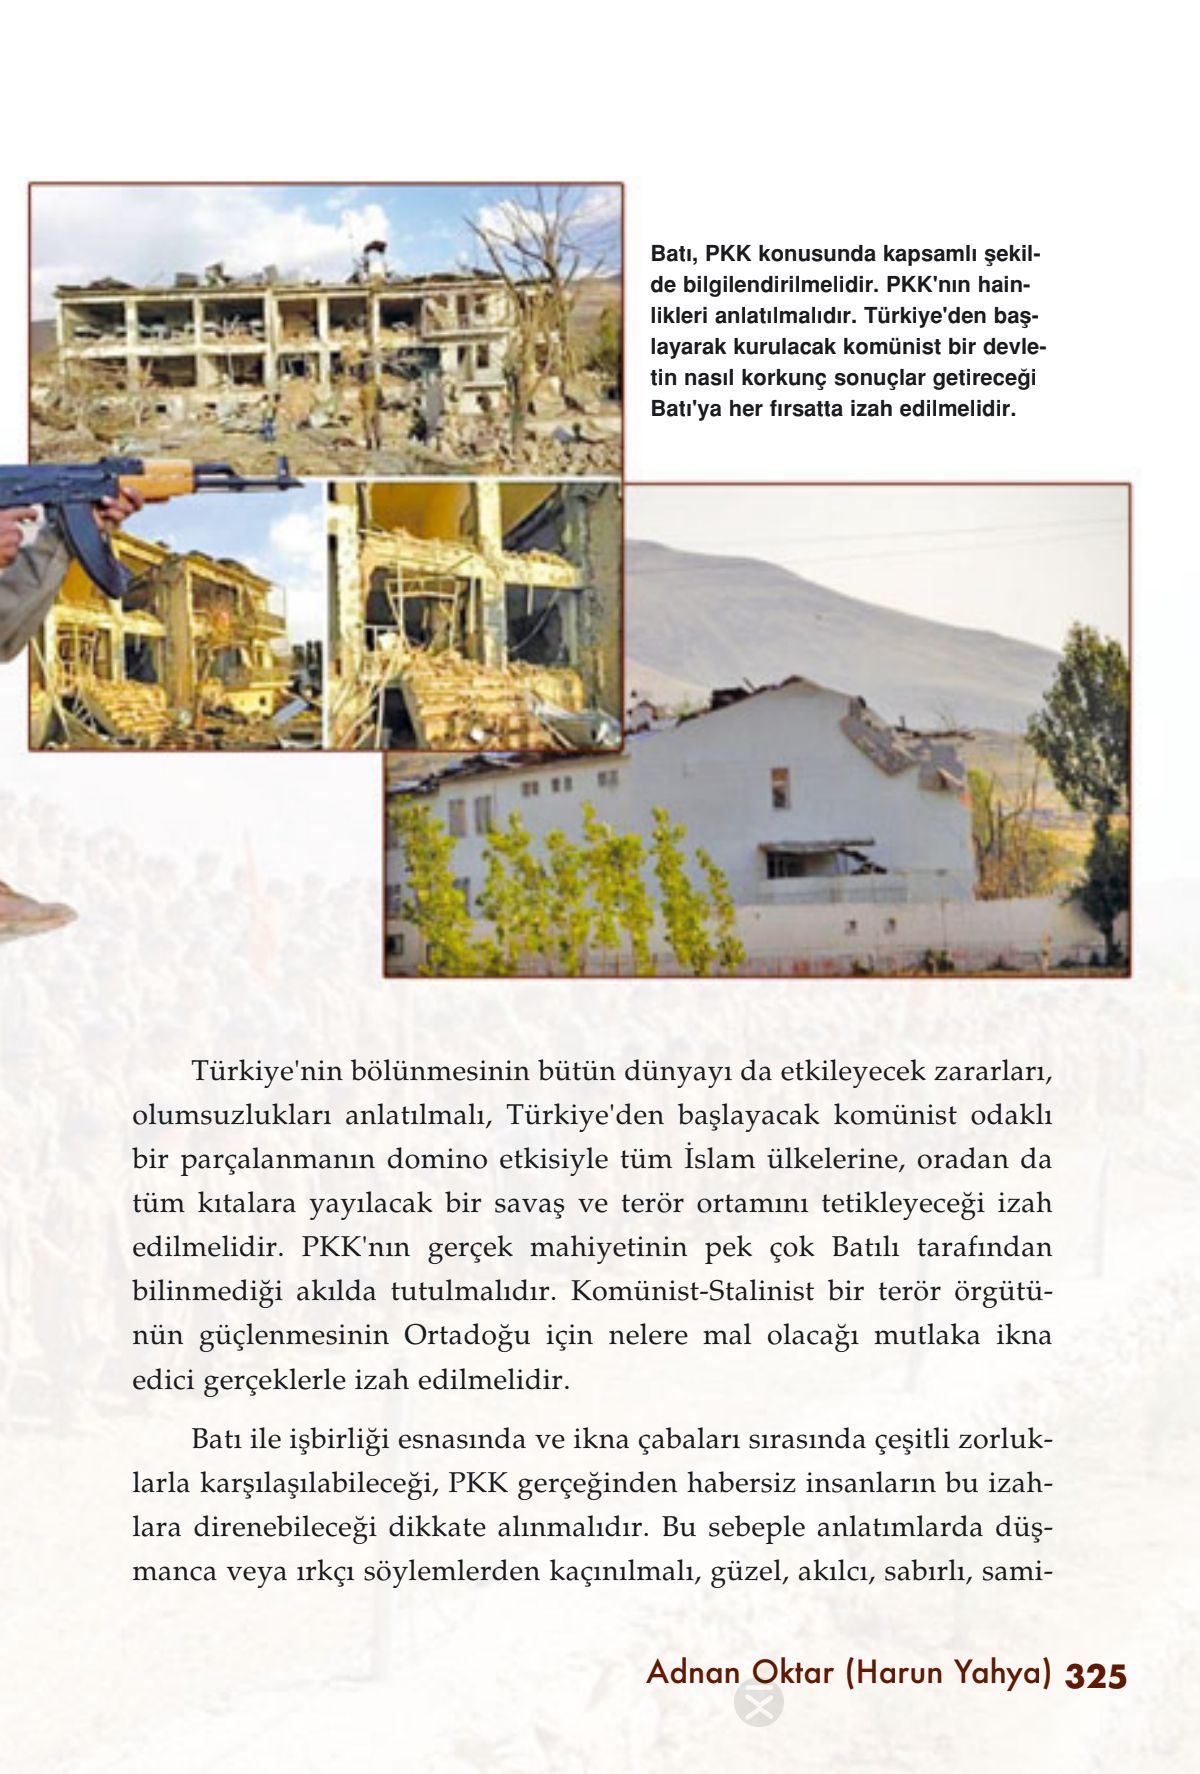 Batı, PKK konusunda kapsamlı şekil-
de bilgilendirilmelidir. PKK'nın hain-
likleri anlatılmalıdır. Türkiye'den baş-
layarak kurulacak komünist bir devle-
tin nasıl korkunç sonuçlar getireceği
Batı'ya her fırsatta izah edilmelidir.
Türkiye'nin bölünmesinin bütün dünyayı da etkileyecek zararları,
olumsuzlukları anlatılmalı, Türkiye'den başlayacak komünist odaklı
bir parçalanmanın domino etkisiyle tüm İslam ülkelerine, oradan da
tüm kıtalara yayılacak bir savaş ve terör ortamını tetikleyeceği izah
edilmelidir. PKK'nın gerçek mahiyetinin pek çok Batılı tarafından
bilinmediği akılda tutulmalıdır. Komünist-Stalinist bir terör örgütü-
nün güçlenmesinin Ortadoğu için nelere mal olacağı mutlaka ikna
edici gerçeklerle izah edilmelidir.
Batı ile işbirliği esnasında ve ikna çabaları sırasında çeşitli zorluk-
larla karşılaşılabileceği, PKK gerçeğinden habersiz insanların bu izah-
lara direnebileceği dikkate alınmalıdır. Bu sebeple anlatımlarda düş-
manca veya ırkçı söylemlerden kaçınılmalı, güzel, akılcı, sabırlı, sami-
Adnan Oktar (Harun Yahya) 325